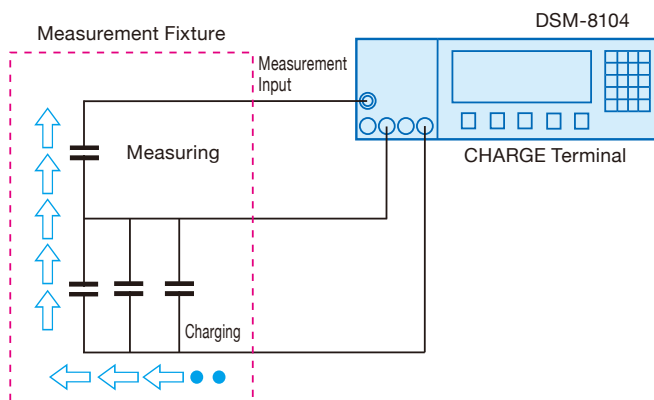 DSM-8104
Measurement Fixture
Measurement
Input
Measuring
CHARGE Terminal
Charging